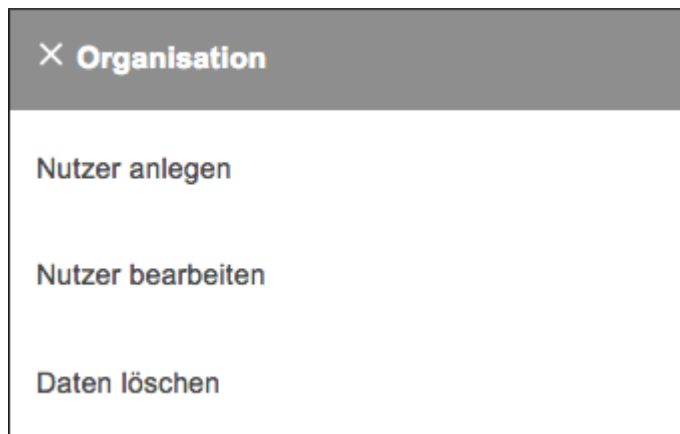 Organisation
Nutzer anlegen
Nutzer bearbeiten
Daten löschen